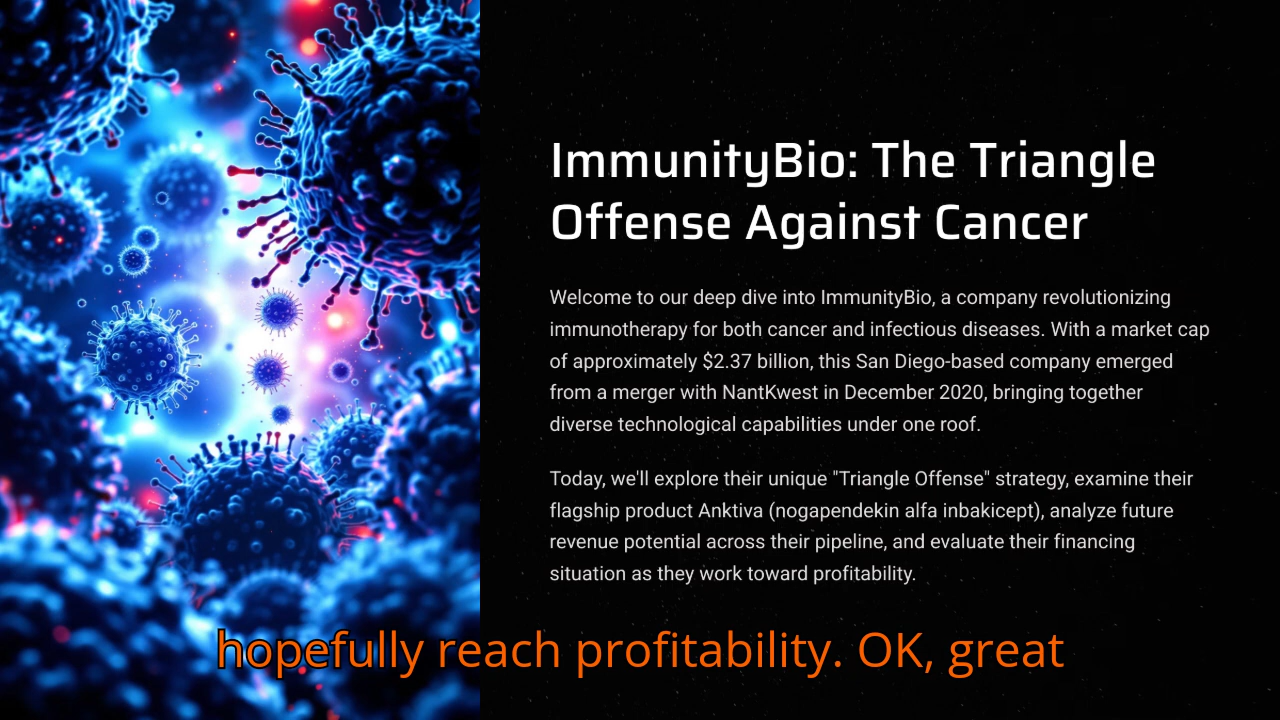 ImmunityBio: The Triangle
Offense Against Cancer
Welcome to our deep dive into ImmunityBio, a company revolutionizing
immunotherapy for both cancer and infectious diseases. With a market cap
of approximately $2.37 billion, this San Diego-based company emerged
from a merger with NantKwest in December 2020, bringing together
diverse technological capabilities under one roof.
Today, we'll explore their unique "Triangle Offense" strategy, examine their
flagship product Anktiva (nogapendekin alfa inbakicept), analyze future
revenue potential across their pipeline, and evaluate their financing
situation as they work toward profitability.
hopefully reach profitability. OK, great